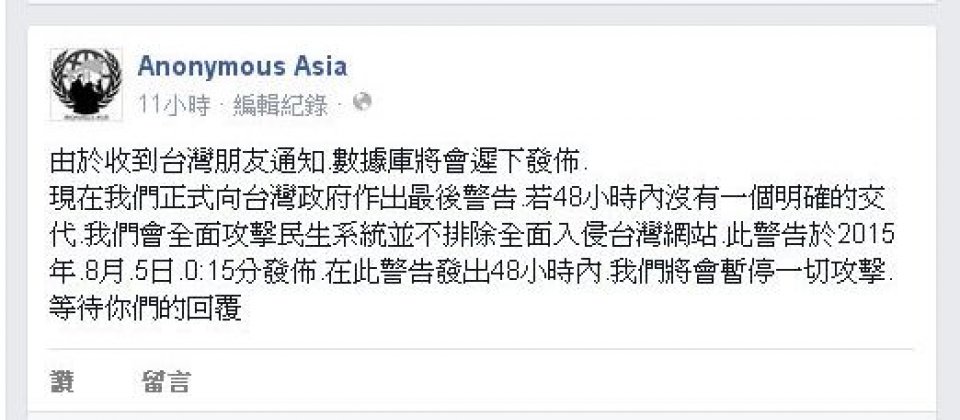 Anonymous Asia
11小時 · 編輯紀錄 ·
由於收到台灣朋友通知.數據庫將會遲下發佈.
現在我們正式向台灣政府作出最後警告.若48小時內沒有一個明確的交
代.我們會全面攻擊民生系統並不排除全面入侵台灣網站.此警告於2015
年.8月.5日.0:15分發佈.在此警告發出48小時內.我們將會暫停一切攻擊.
等待你們的回覆
讚 留言